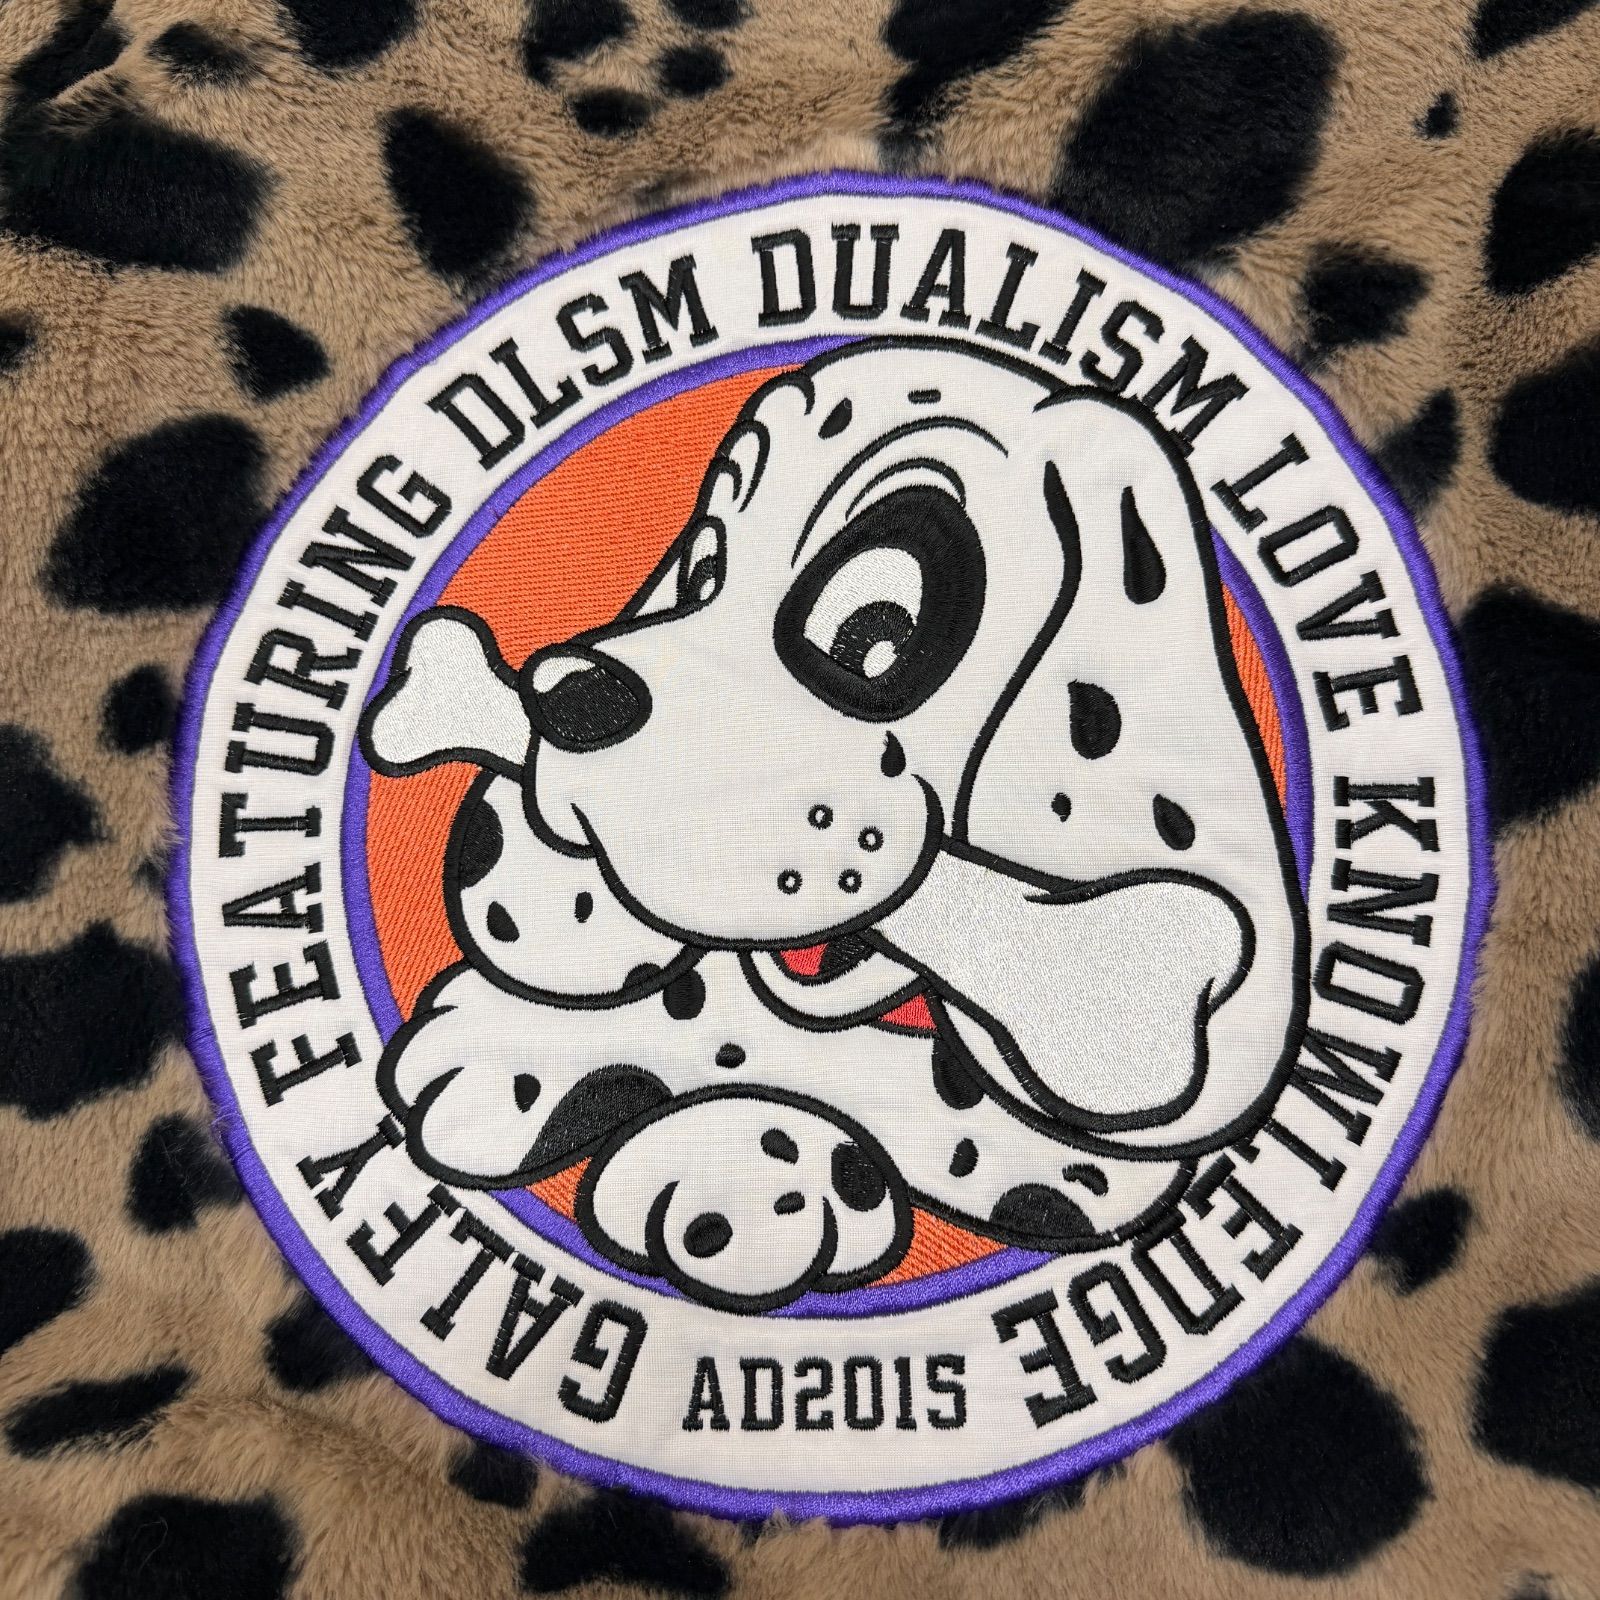 GALFY FEATURING DLSM DUALISM LOVE KNOWLEDGE
AD2015